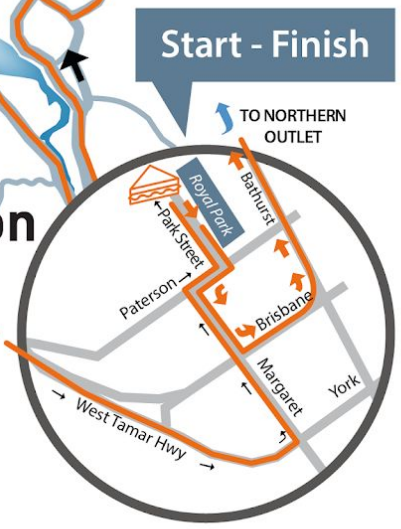 Start - Finish
TO NORTHERN
OUTLET
on
Royal Park
Bathurst
Park Street
Paterson
Brisbane
Margaret
York
West Tamar Hwy